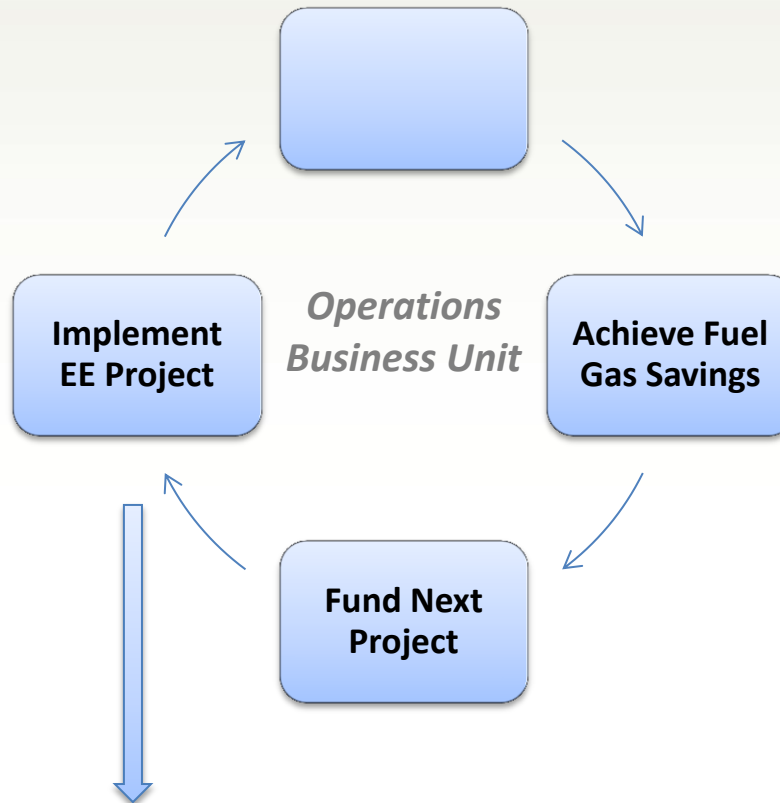 Operations
Business Unit
Implement
EE Project
Achieve Fuel
Gas Savings
Fund Next
Project